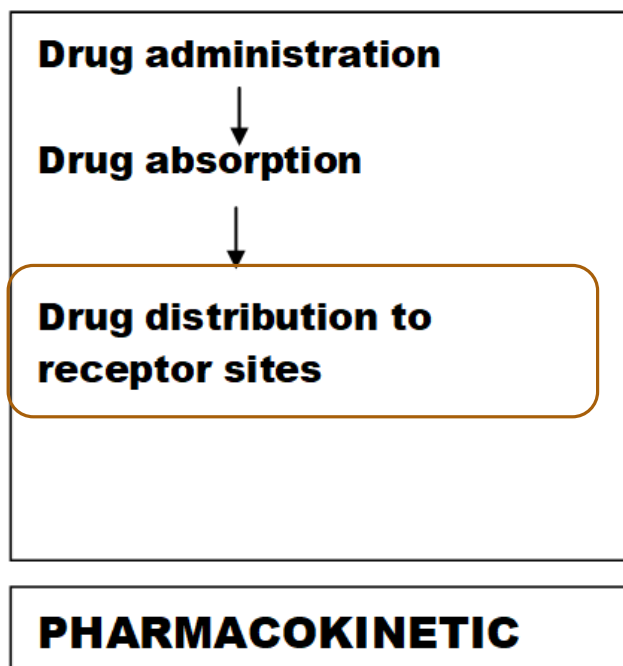 Drug administration
Drug absorption
Drug distribution to
receptor sites
PHARMACOKINETIC